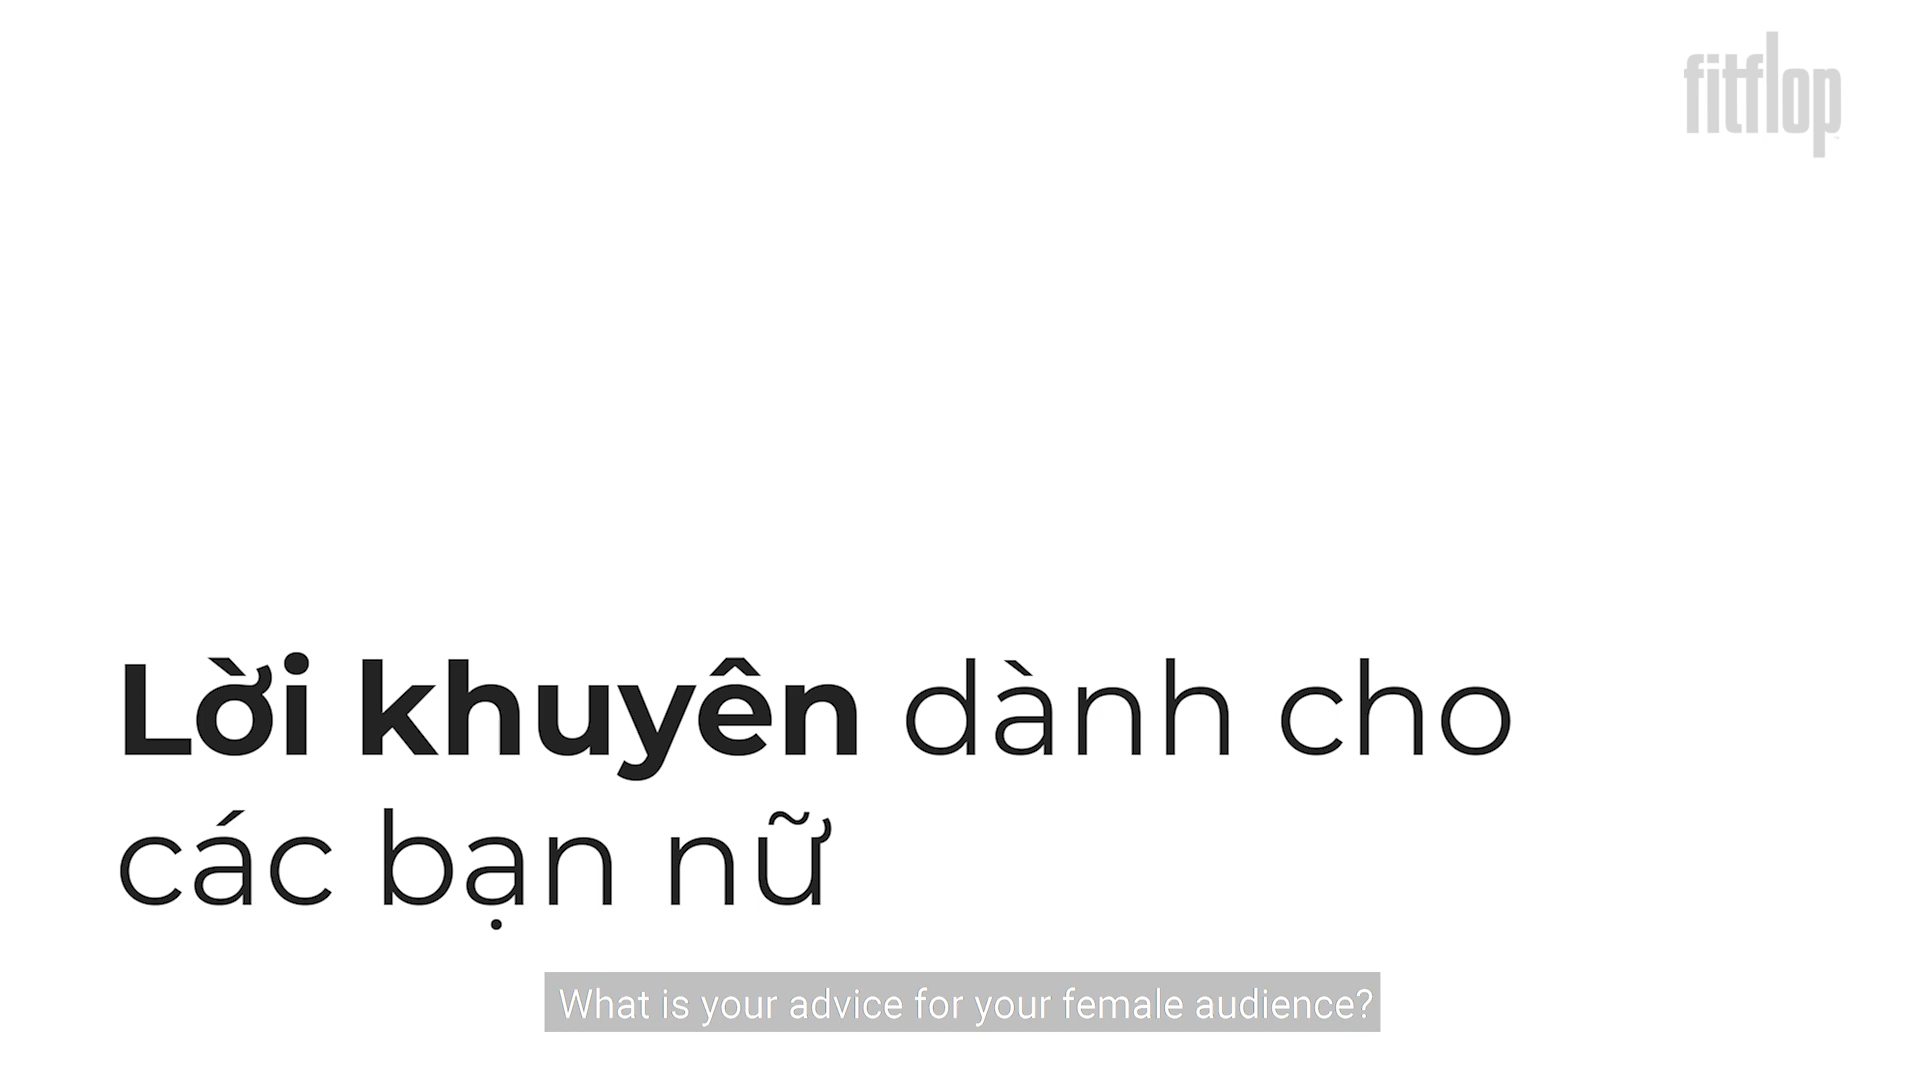 fitflop
Lời khuyên dành cho
các bạn nữ
What is your advice for your female audience?